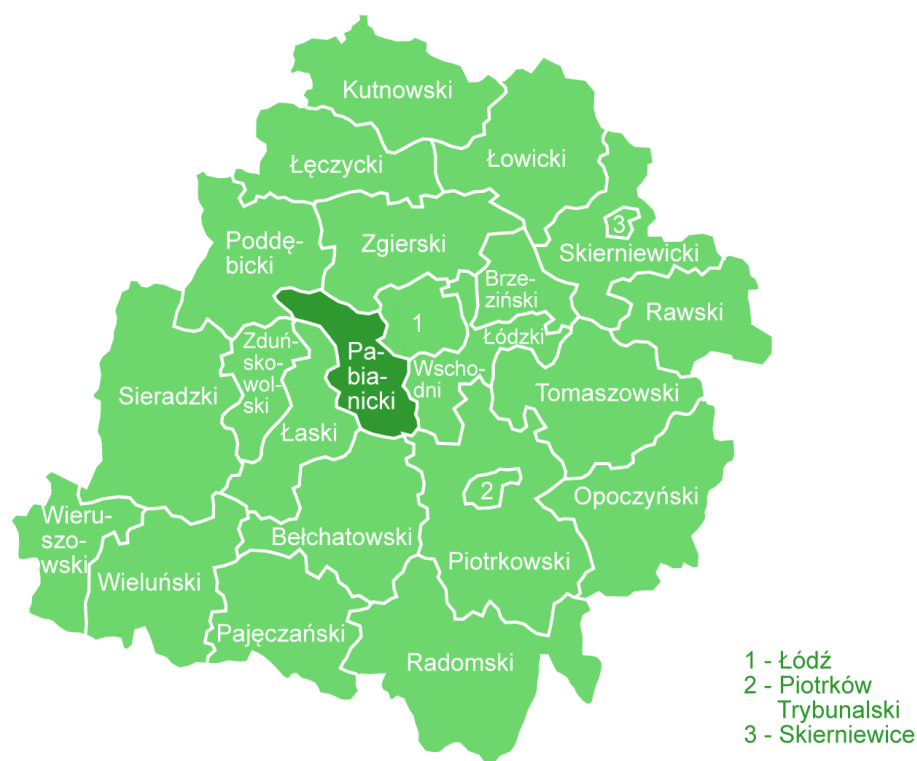 Kutnowski
Łowicki
Łęczycki
3
Skierniewicki
Poddę-
bicki
Zgierski
Brze-
ziński
Rawski
1
Łódzki
Wscho-
dni
Zduń-
sko-
wol-
ski
Pa-
bia-
nicki
Sieradzki
Tomaszowski
Łaski
2
Opoczyński
Wieru-
szo-
wski
Bełchatowski
Piotrkowski
Wieluński
Pajęczański
Radomski
1 - Łódź
2 - Piotrków
Trybunalski
3 - Skierniewice